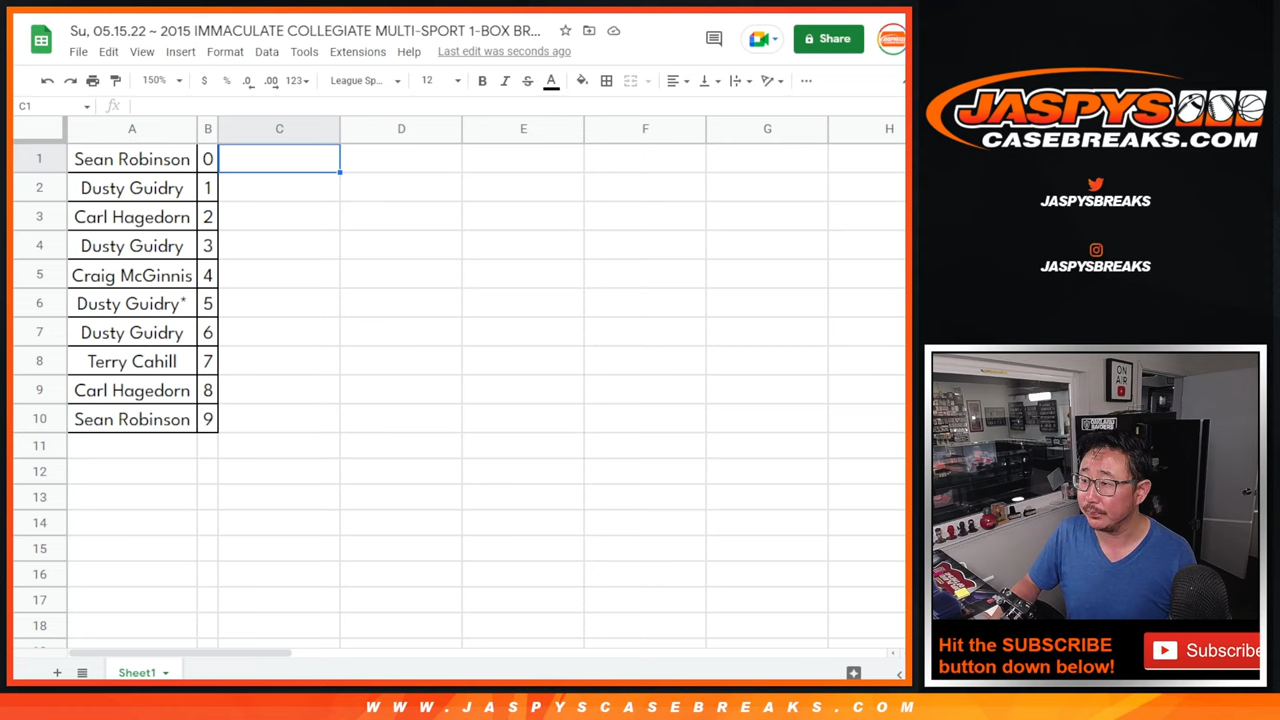 Su, 05.15.22 ~ 2015 IMMACULATE COLLEGIATE MULTI-SPORT 1-BOX BR...
File Edit View Insert Format Data Tools Extensions Help Last edit was seconds ago
Share
150% $ % .0 .00 123 League Sp... 12 B I S A
C1 fx
A B C D E F G H
1 Sean Robinson 0
2 Dusty Guidry 1
3 Carl Hagedorn 2
4 Dusty Guidry 3
5 Craig McGinnis 4
6 Dusty Guidry* 5
7 Dusty Guidry 6
8 Terry Cahill 7
9 Carl Hagedorn 8
10 Sean Robinson 9
11
12
13
14
15
16
17
18
Sheet1
JASPYS
CASEBREAKS.COM
JASPYSBREAKS
JASPYSBREAKS
ON
AIR
Hit the SUBSCRIBE
button down below!
Subscribe
WWW.JASPYSCASEBREAKS.COM